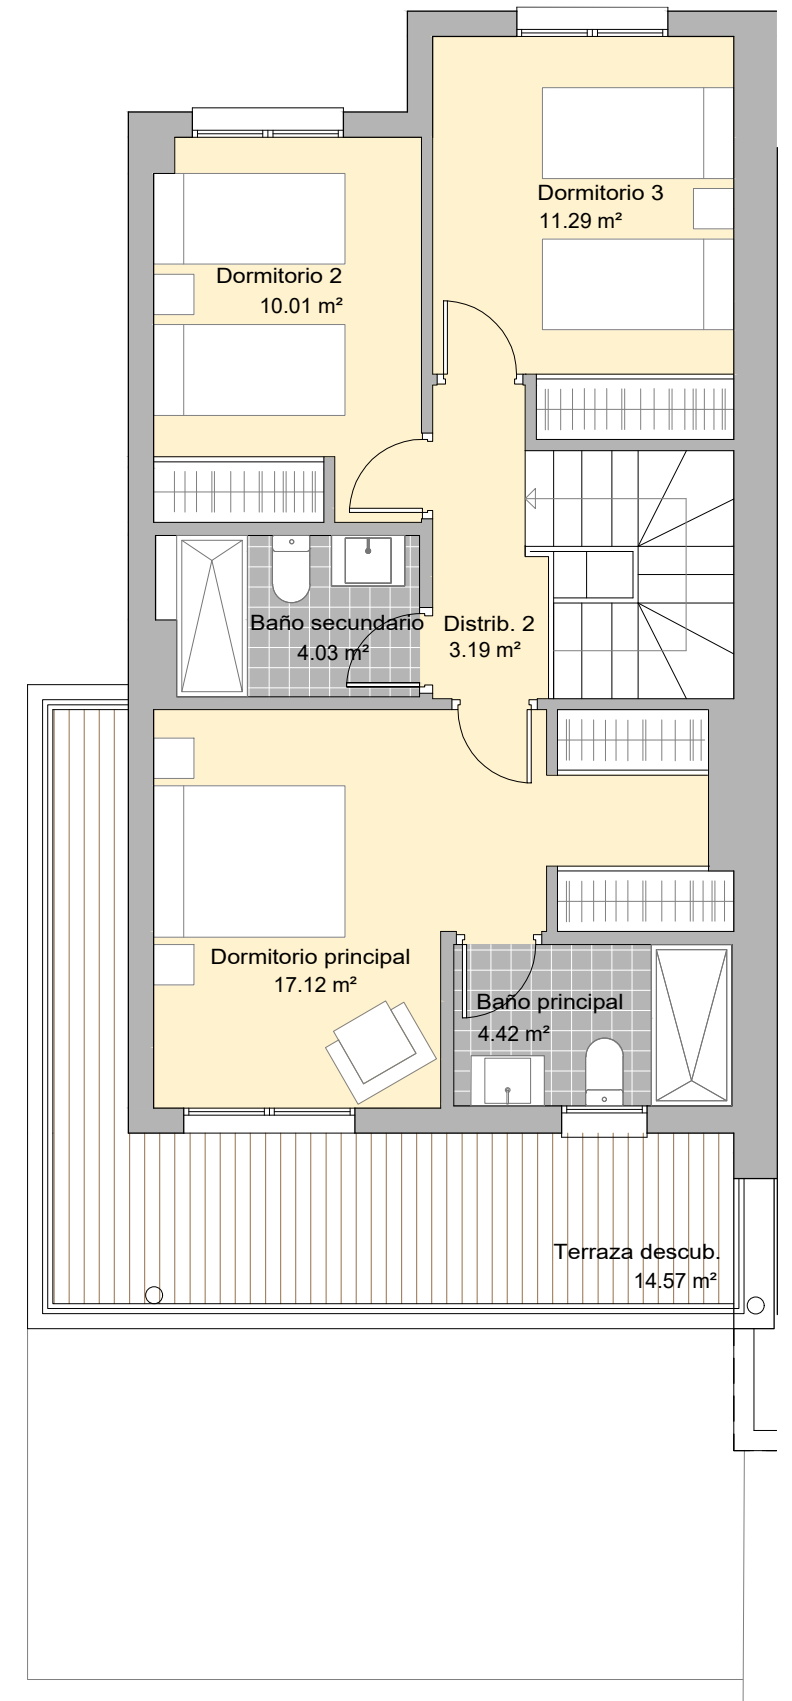 Dormitorio 3
11.29 m²
Dormitorio 2
10.01 m²
Baño secundario
4.03 m²
Distrib. 2
3.19 m²
Dormitorio principal
17.12 m²
Baño principal
4.42 m²
Terraza descub.
14.57 m²